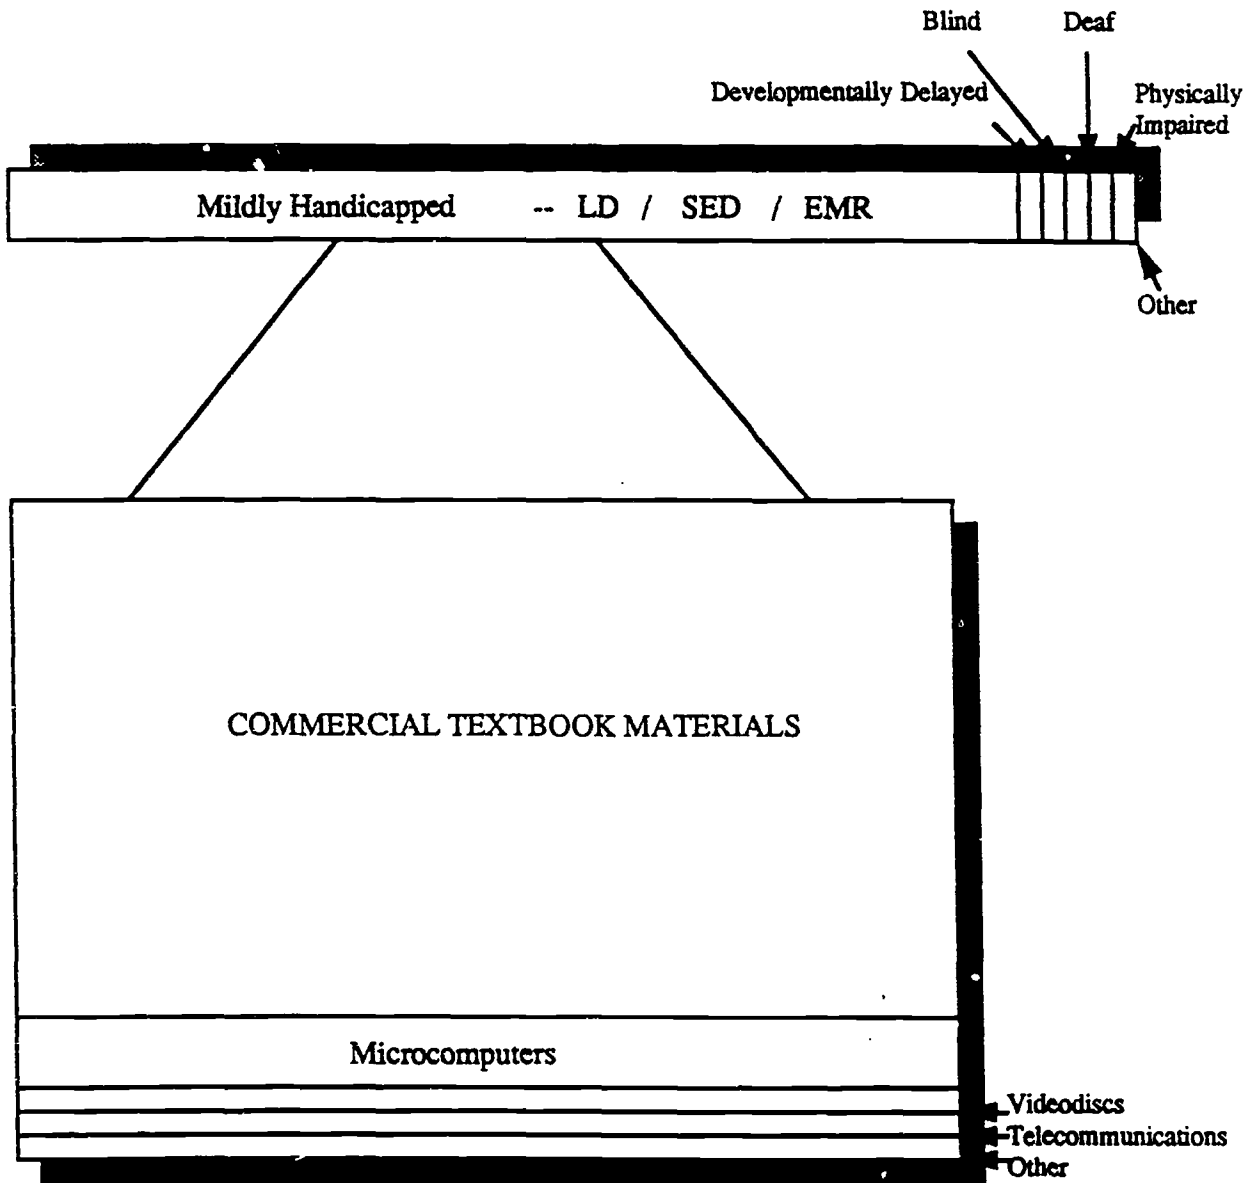 Blind
Deaf
Developmentally Delayed
Physically
Impaired
Mildly Handicapped -- LD / SED / EMR
Other
COMMERCIAL TEXTBOOK MATERIALS
Microcomputers
Videodiscs
Telecommunications
Other